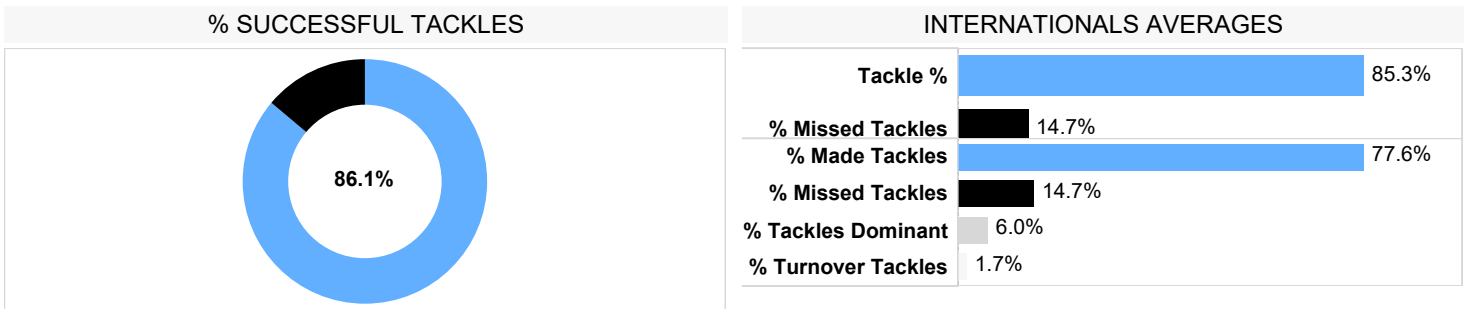 % SUCCESSFUL TACKLES
86.1%
INTERNATIONALS AVERAGES
Tackle % 85.3%
% Missed Tackles 14.7%
% Made Tackles 77.6%
% Missed Tackles 14.7%
% Tackles Dominant 6.0%
% Turnover Tackles 1.7%